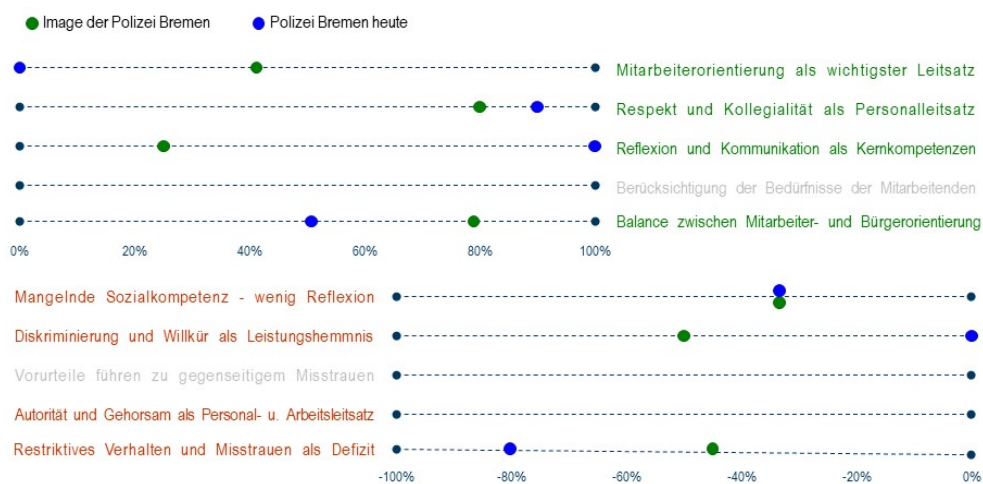 Image der Polizei Bremen Polizei Bremen heute
Mitarbeiterorientierung als wichtigster Leitsatz
Respekt und Kollegialität als Personalleitsatz
Reflexion und Kommunikation als Kernkompetenzen
Berücksichtigung der Bedürfnisse der Mitarbeitenden
Balance zwischen Mitarbeiter- und Bürgerorientierung
0% 20% 40% 60% 80% 100%
Mangelnde Sozialkompetenz - wenig Reflexion
Diskriminierung und Willkür als Leistungshemmnis
Vorurteile führen zu gegenseitigem Misstrauen
Autorität und Gehorsam als Personal- u. Arbeitsleitsatz
Restriktives Verhalten und Misstrauen als Defizit
-100% -80% -60% -40% -20% 0%